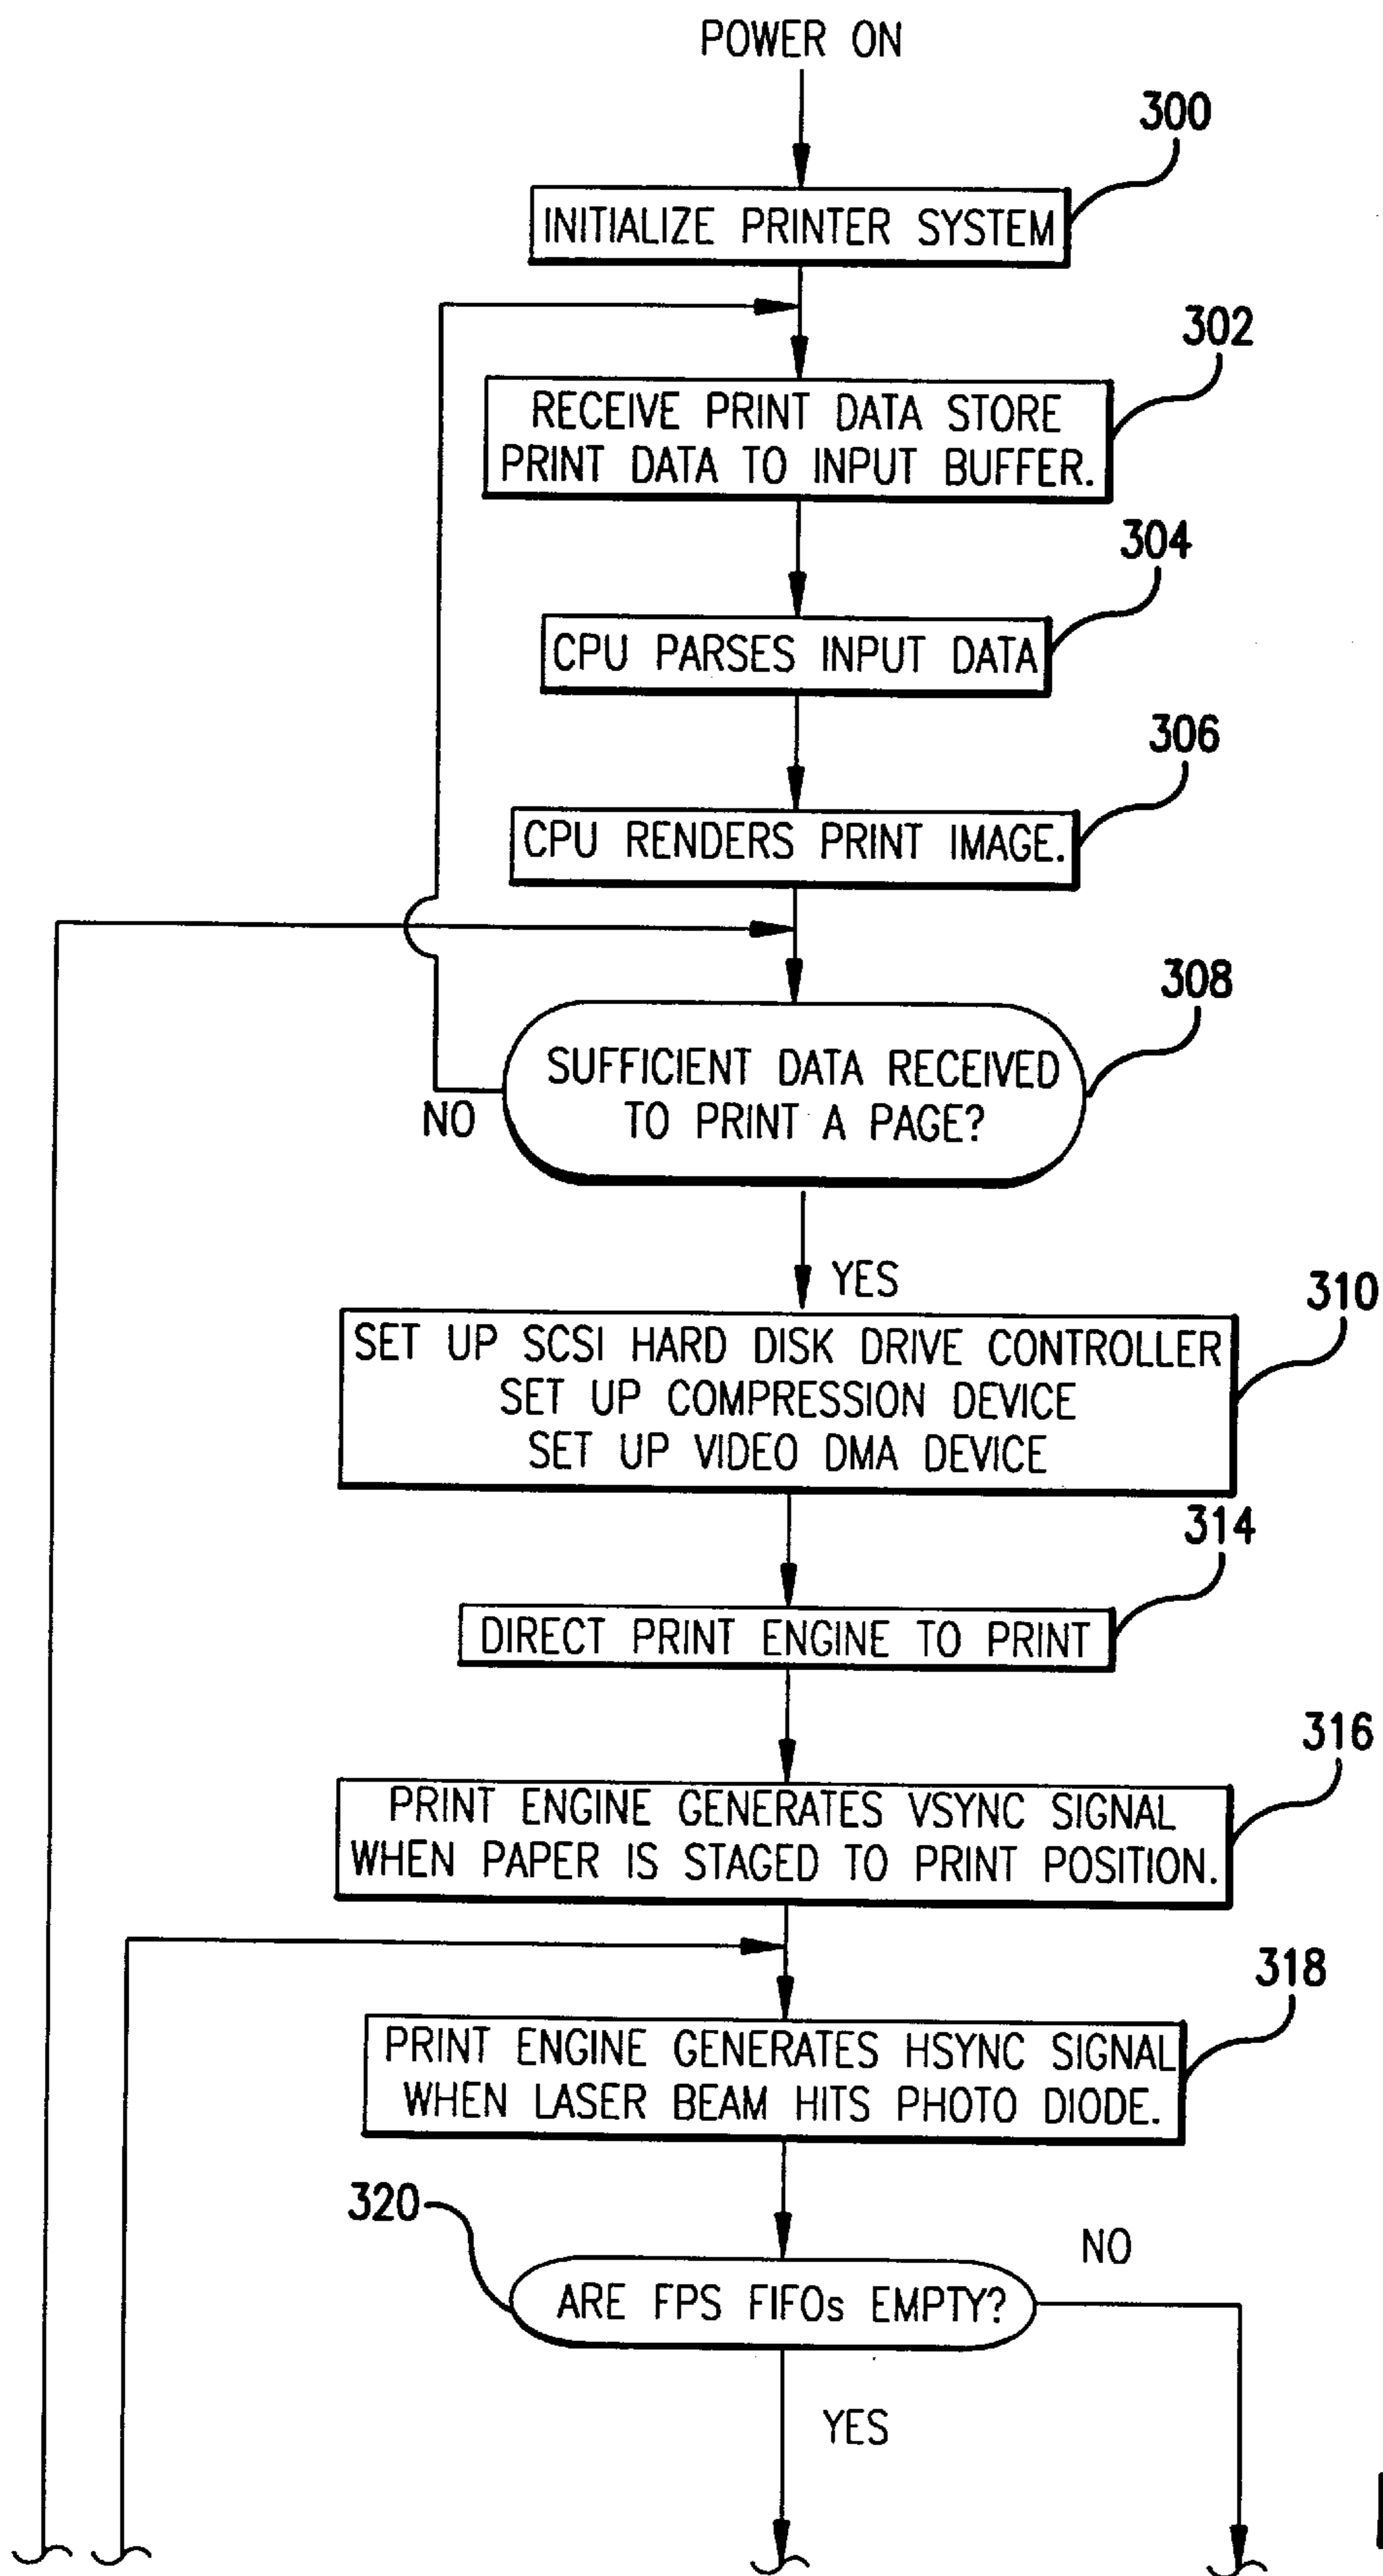 POWER ON
300
INITIALIZE PRINTER SYSTEM
302
RECEIVE PRINT DATA STORE
PRINT DATA TO INPUT BUFFER.
304
CPU PARSES INPUT DATA
306
CPU RENDERS PRINT IMAGE.
308
SUFFICIENT DATA RECEIVED
TO PRINT A PAGE?
NO
YES
310
SET UP SCSI HARD DISK DRIVE CONTROLLER
SET UP COMPRESSION DEVICE
SET UP VIDEO DMA DEVICE
314
DIRECT PRINT ENGINE TO PRINT
316
PRINT ENGINE GENERATES VSYNC SIGNAL
WHEN PAPER IS STAGED TO PRINT POSITION.
318
PRINT ENGINE GENERATES HSYNC SIGNAL
WHEN LASER BEAM HITS PHOTO DIODE.
320
NO
ARE FPS FIFOs EMPTY?
YES